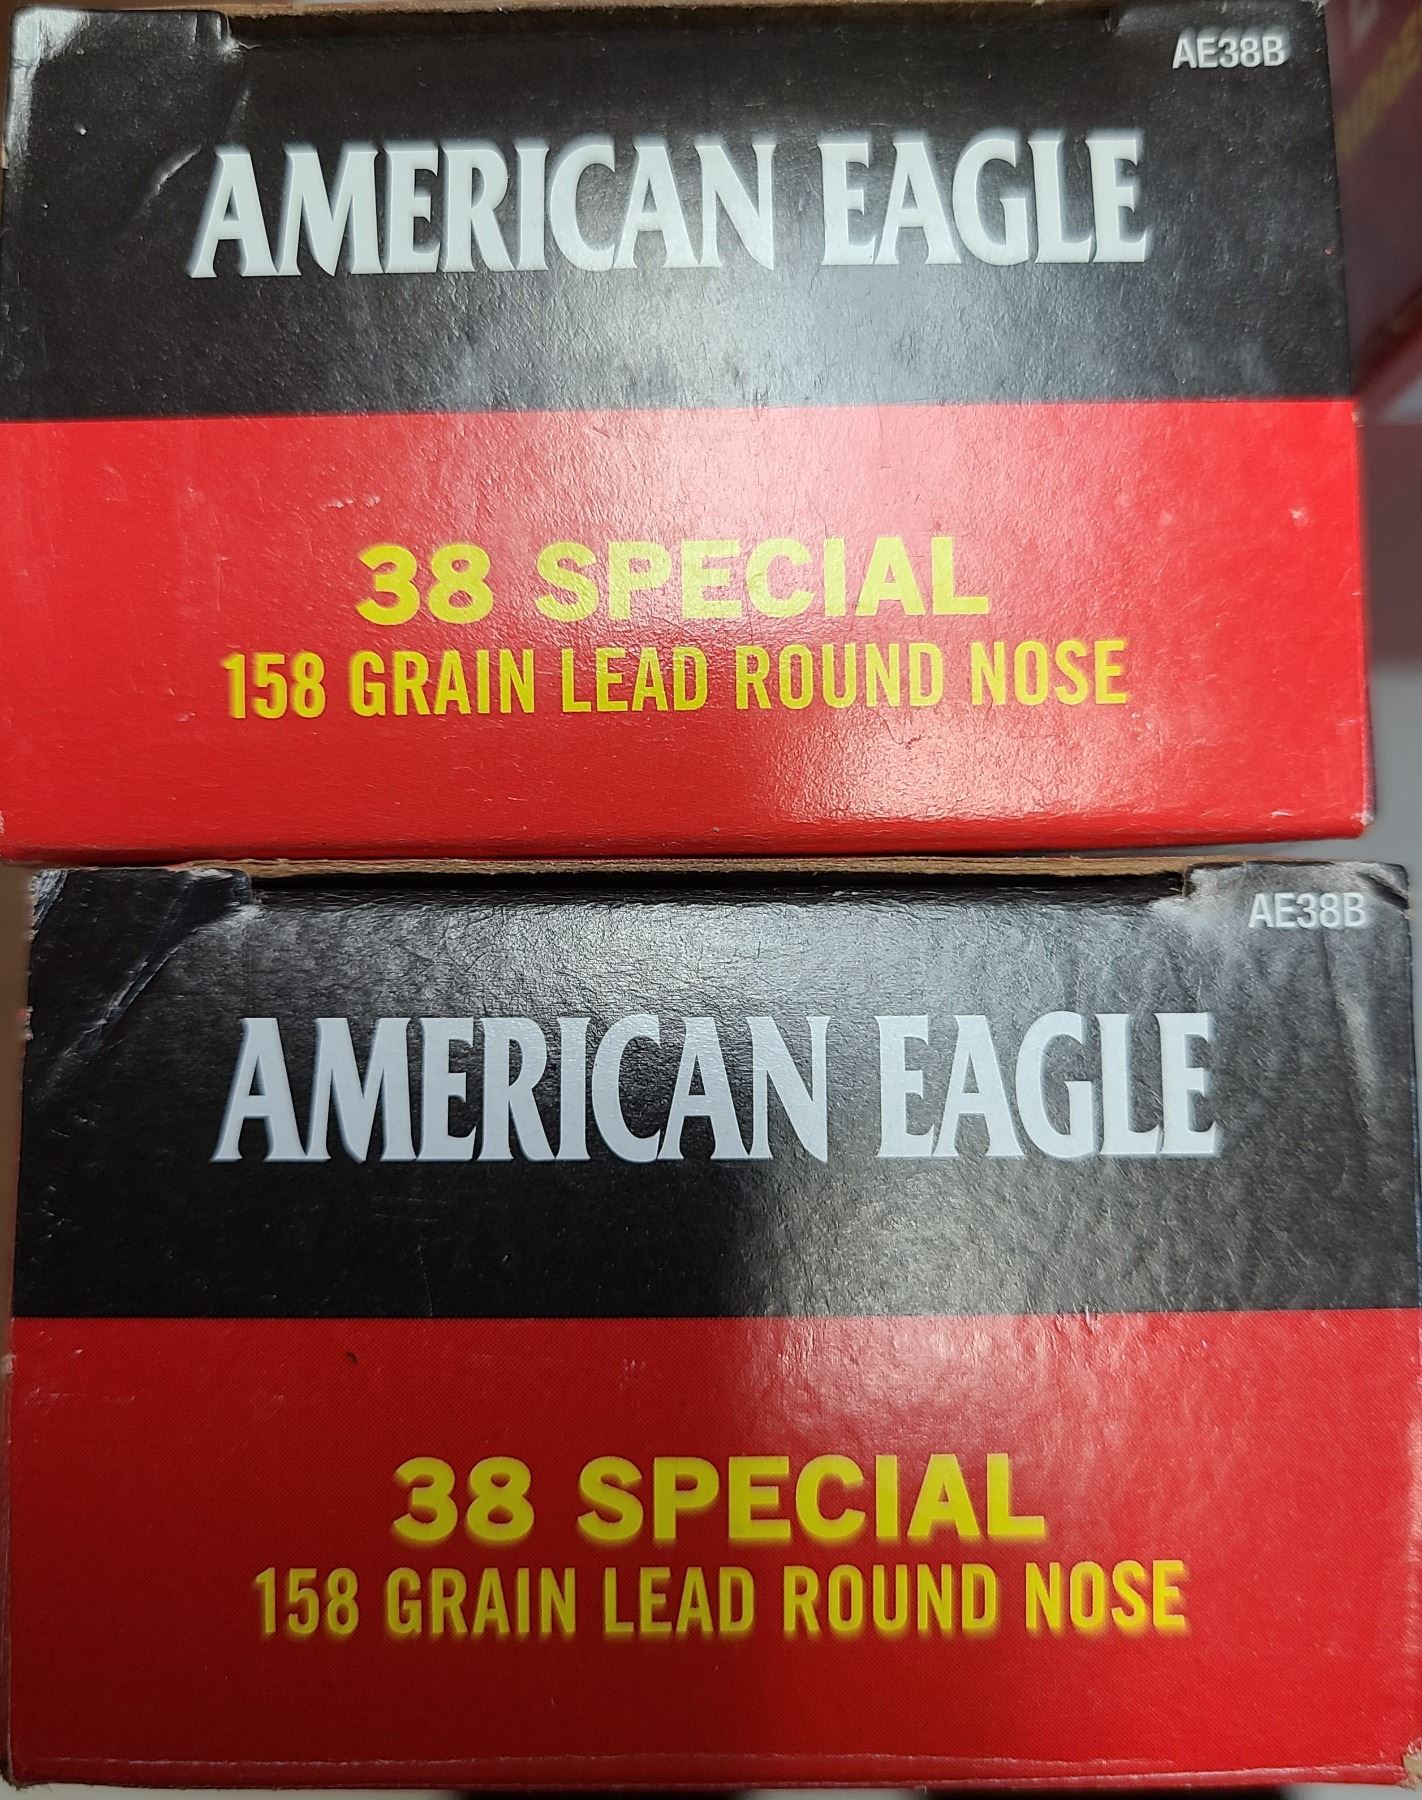 AE38B
AMERICAN EAGLE
38 SPECIAL
158 GRAIN LEAD ROUND NOSE
AE38B
AMERICAN EAGLE
38 SPECIAL
158 GRAIN LEAD ROUND NOSE